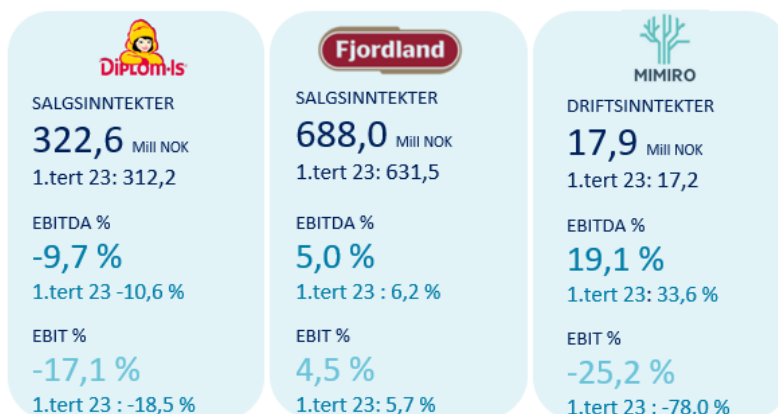 DIPLOM-IS
SALGSINNTEKTER
322,6 Mill NOK
1.tert 23: 312,2
EBITDA %
-9,7 %
1.tert 23 -10,6 %
EBIT %
-17,1 %
1.tert 23 : -18,5 %
Fjordland
SALGSINNTEKTER
688,0 Mill NOK
1.tert 23: 631,5
EBITDA %
5,0 %
1.tert 23 : 6,2 %
EBIT %
4,5 %
1.tert 23: 5,7 %
MIMIRO
DRIFTSINNTEKTER
17,9 Mill NOK
1.tert 23: 17,2
EBITDA %
19,1 %
1.tert 23: 33,6 %
EBIT %
-25,2 %
1.tert 23 : -78,0 %